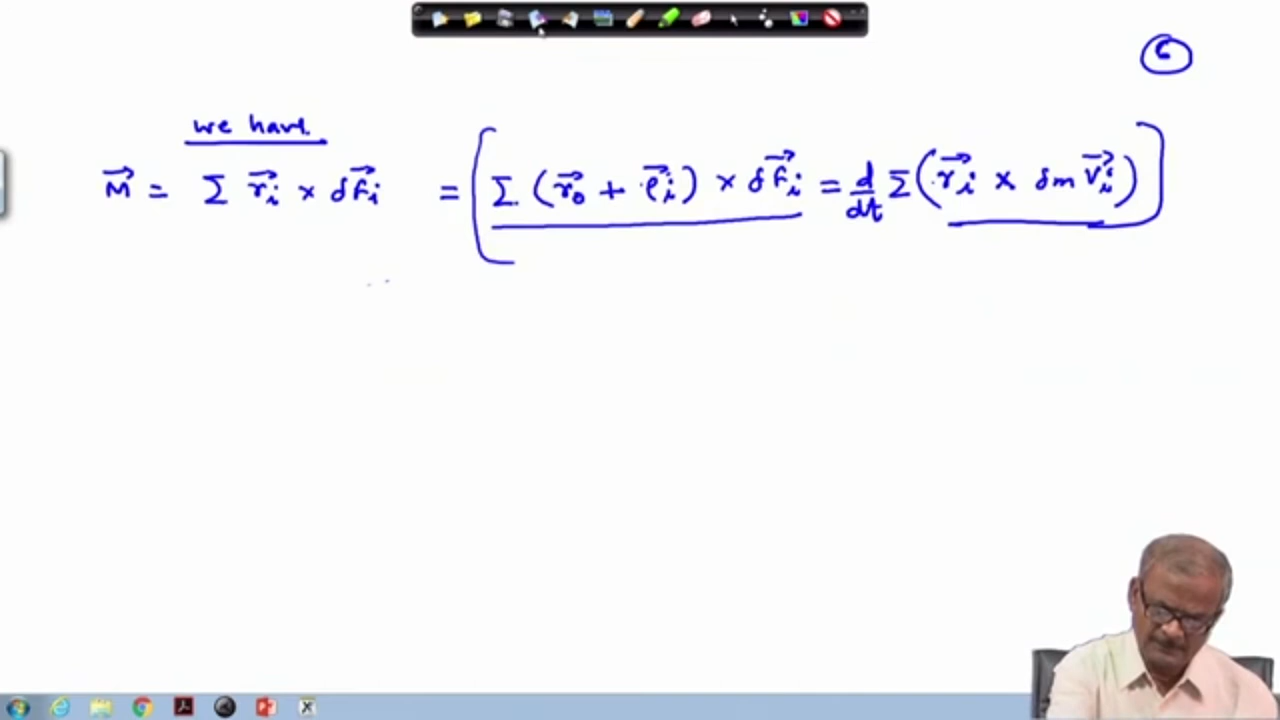 6
we have
M⃗ = Σ r⃗ᵢ × δF⃗ᵢ = [Σ (r⃗₀ + ρ⃗ᵢ) × δF⃗ᵢ = d/dt Σ(r⃗ᵢ × δm v⃗ᵢ)]